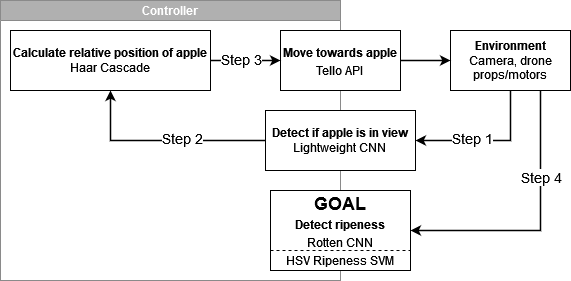 Controller
Calculate relative position of apple
Haar Cascade
Step 3
Move towards apple
Tello API
Environment
Camera, drone
props/motors
Detect if apple is in view
Lightweight CNN
Step 2
Step 1
Step 4
GOAL
Detect ripeness
Rotten CNN
HSV Ripeness SVM